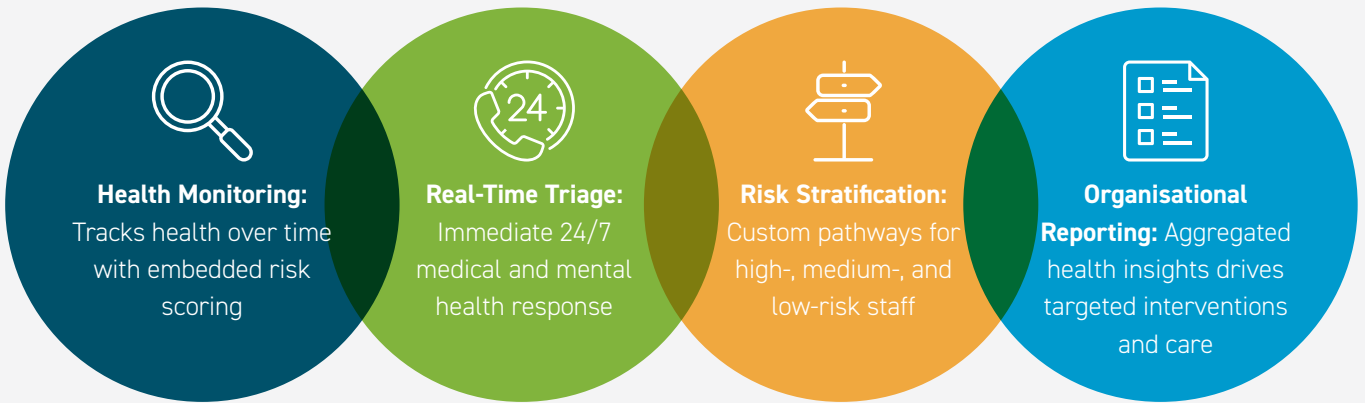 Health Monitoring:
Tracks health over time
with embedded risk
scoring
24
Real-Time Triage:
Immediate 24/7
medical and mental
health response
Risk Stratification:
Custom pathways for
high-, medium-, and
low-risk staff
Organisational
Reporting: Aggregated
health insights drives
targeted interventions
and care